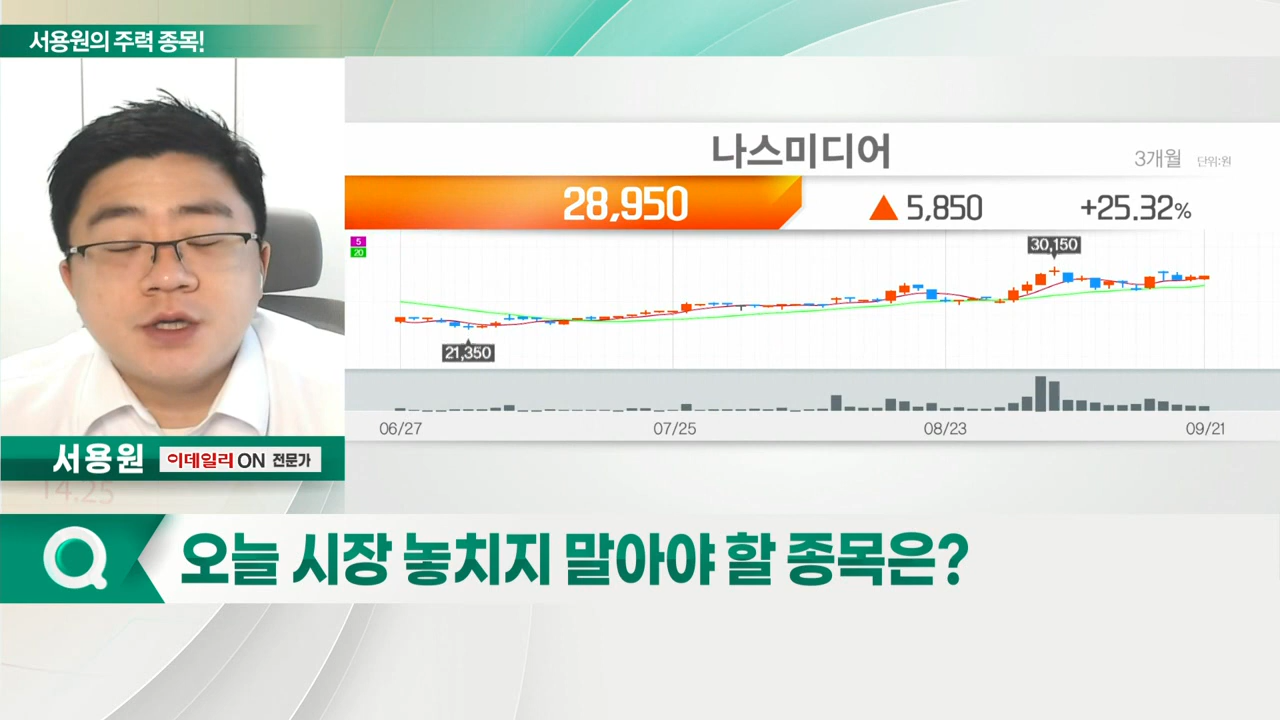 서용원의 주력 종목!
나스미디어
3개월 단위:원
28,950 ▲ 5,850 +25.32%
5
20
30,150
21,350
06/27 07/25 08/23 09/21
서용원 이데일리 ON 전문가
14.25
Q 오늘 시장 놓치지 말아야 할 종목은?